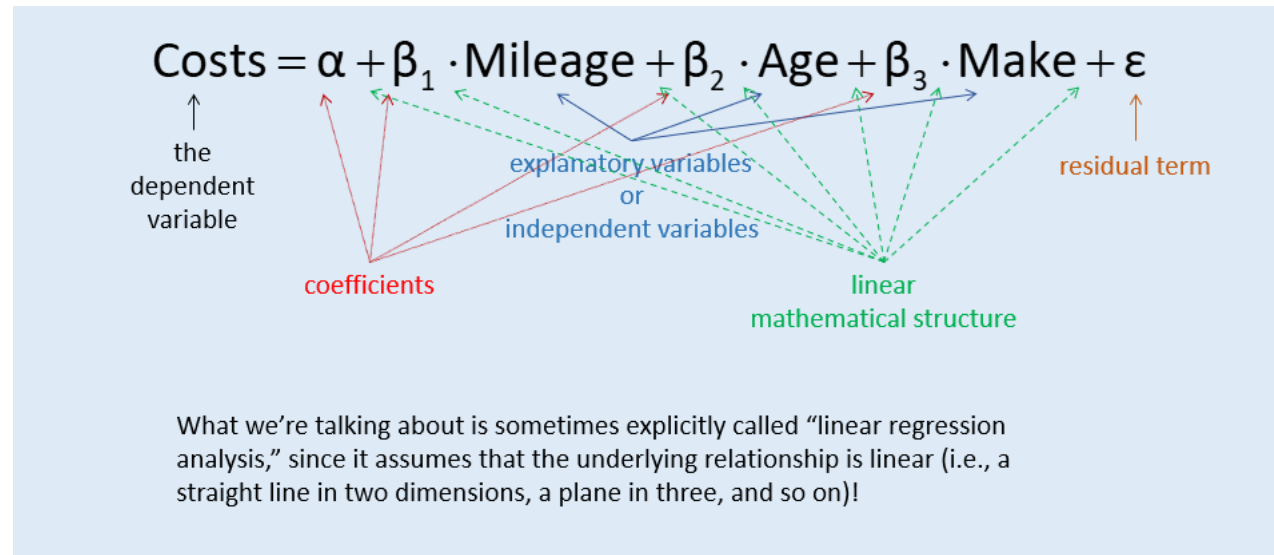 Costs = α + β₁ · Mileage + β₂ · Age + β₃ · Make + ε
the
dependent
variable
explanatory variables
or
independent variables
residual term
coefficients
linear
mathematical structure
What we’re talking about is sometimes explicitly called “linear regression
analysis,” since it assumes that the underlying relationship is linear (i.e., a
straight line in two dimensions, a plane in three, and so on)!